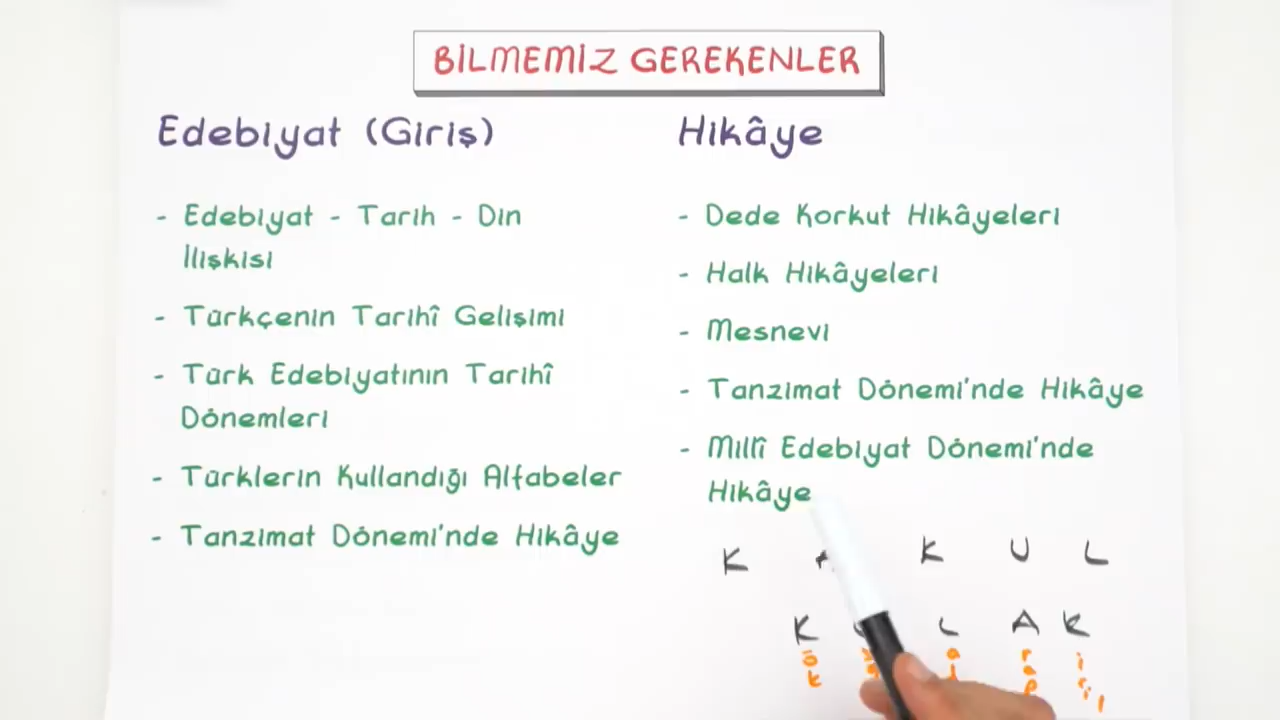 BİLMEMİZ GEREKENLER
Edebiyat (Giriş)
- Edebiyat - Tarih - Din
İlişkisi
- Türkçenin Tarihî Gelişimi
- Türk Edebiyatının Tarihî
Dönemleri
- Türklerin Kullandığı Alfabeler
- Tanzimat Dönemi'nde Hikâye
Hikâye
- Dede Korkut Hikâyeleri
- Halk Hikâyeleri
- Mesnevi
- Tanzimat Dönemi'nde Hikâye
- Millî Edebiyat Dönemi'nde
Hikâye
K K U L
K L A K
ök